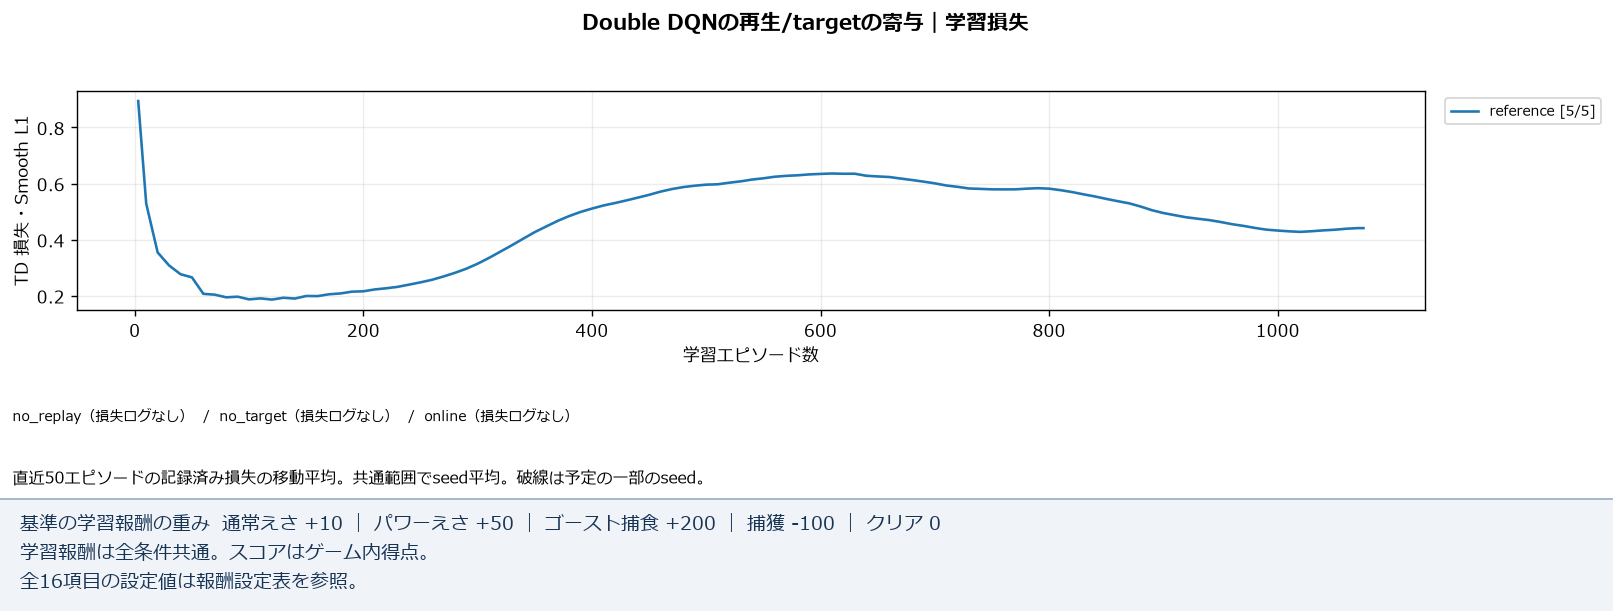 Double DQNの再生/targetの寄与｜学習損失
TD 損失・Smooth L1
0.8
0.6
0.4
0.2
0
200
400
600
800
1000
学習エピソード数
reference [5/5]
no_replay（損失ログなし） / no_target（損失ログなし） / online（損失ログなし）
直近50エピソードの記録済み損失の移動平均。共通範囲でseed平均。破線は予定の一部のseed。
基準の学習報酬の重み 通常えさ +10 ｜ パワーえさ +50 ｜ ゴースト捕食 +200 ｜ 捕獲 -100 ｜ クリア 0
学習報酬は全条件共通。スコアはゲーム内得点。
全16項目の設定値は報酬設定表を参照。